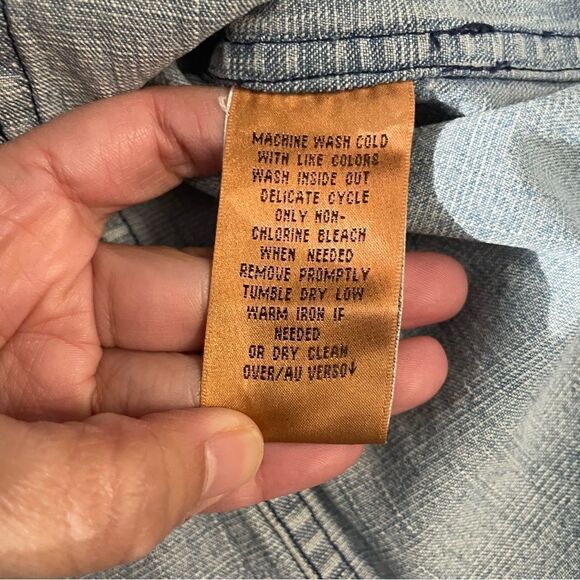 MACHINE WASH COLD
WITH LIKE COLORS
WASH INSIDE OUT
DELICATE CYCLE
ONLY NON-
CHLORINE BLEACH
WHEN NEEDED
REMOVE PROMPTLY
TUMBLE DRY LOW
WARM IRON IF
NEEDED
OR DRY CLEAN
OVER/AU VERSO↓